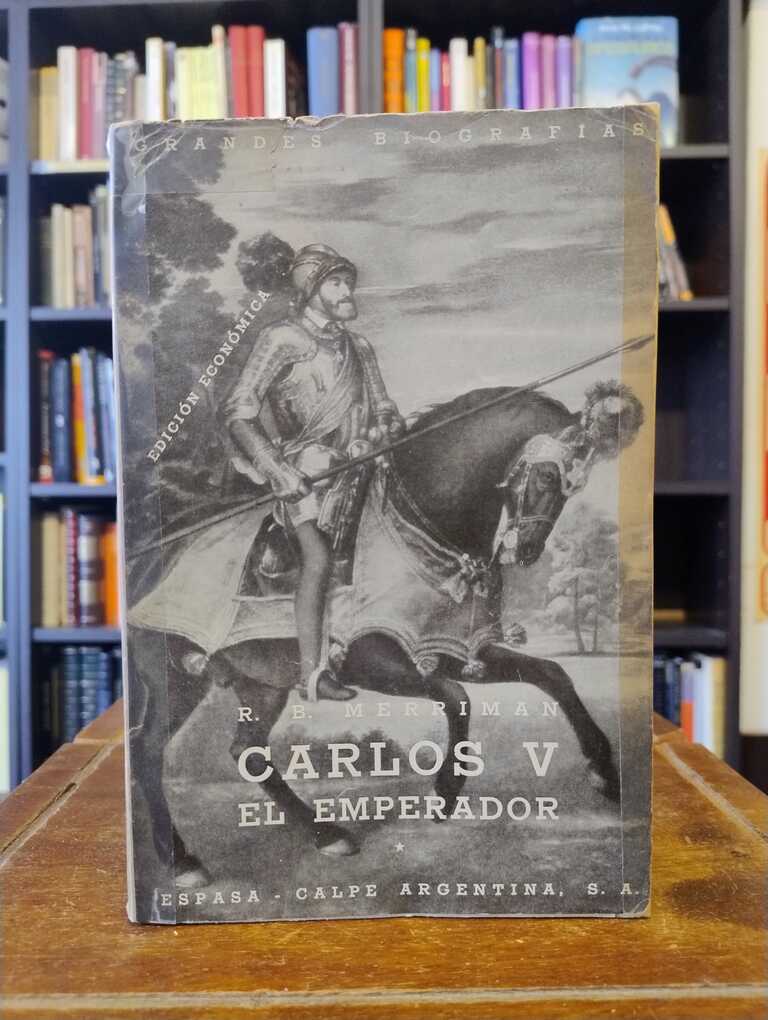 GRANDES BIOGRAFÍAS
EDICIÓN ECONÓMICA
R. B. MERRIMAN
CARLOS V
EL EMPERADOR
*
ESPASA - CALPE ARGENTINA, S. A.